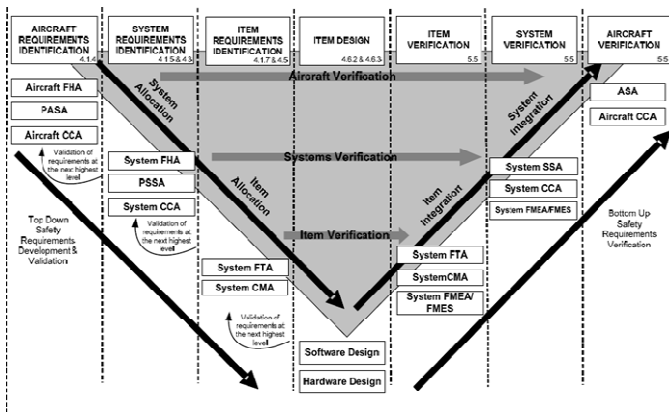 AIRCRAFT
REQUIREMENTS
IDENTIFICATION
4.1.4
SYSTEM
REQUIREMENTS
IDENTIFICATION
4.1.5 & 4.3
ITEM
REQUIREMENTS
IDENTIFICATION
4.1.7 & 4.5
ITEM DESIGN
4.6.2 & 4.6.3
ITEM
VERIFICATION
5.5
SYSTEM
VERIFICATION
5.5
AIRCRAFT
VERIFICATION
5.5
Aircraft FHA
PASA
Aircraft CCA
Validation of
requirements at
the next highest
level
Top Down
Safety
Requirements
Development &
Validation
System FHA
PSSA
System CCA
Validation of
requirements at
the next highest
level
System FTA
System CMA
Validation of
requirements at
the next highest
level
System
Allocation
Item
Allocation
Aircraft Verification
Systems Verification
Item Verification
Software Design
Hardware Design
Item
Integration
System
Integration
System FTA
SystemCMA
System FMEA/
FMES
System SSA
System CCA
System FMEA/FMES
ASA
Aircraft CCA
Bottom Up
Safety
Requirements
Verification